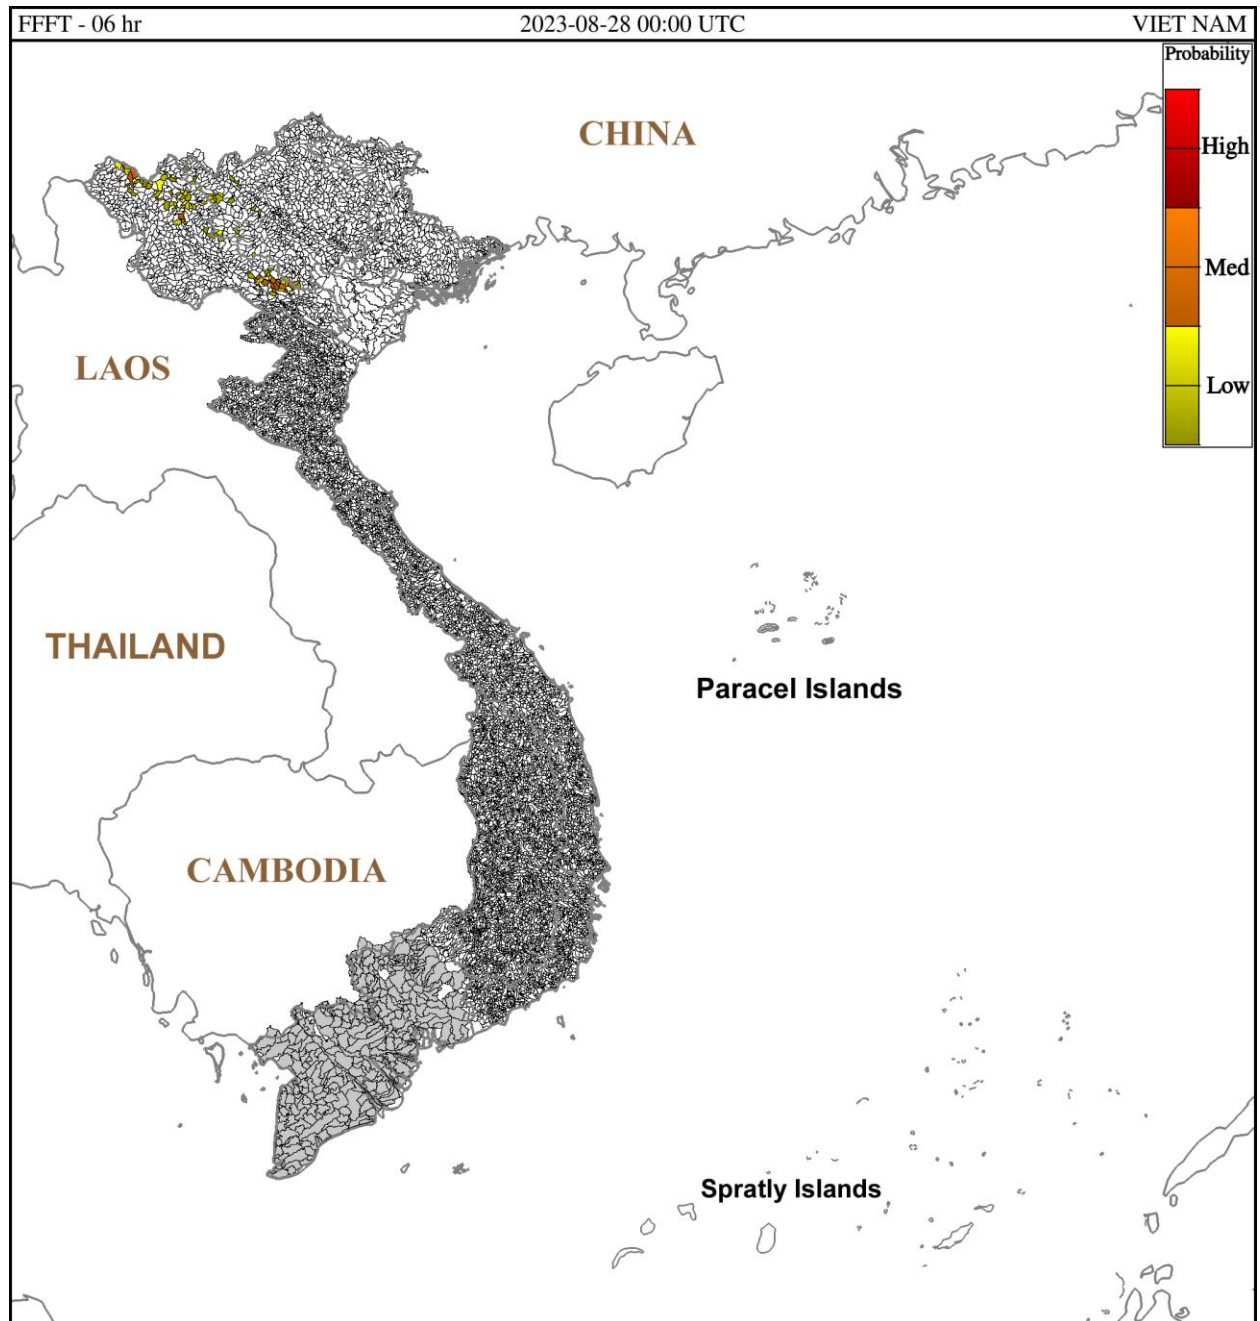 FFFT - 06 hr 2023-08-28 00:00 UTC VIET NAM
Probability
CHINA
High
Med
LAOS
Low
THAILAND
Paracel Islands
CAMBODIA
Spratly Islands